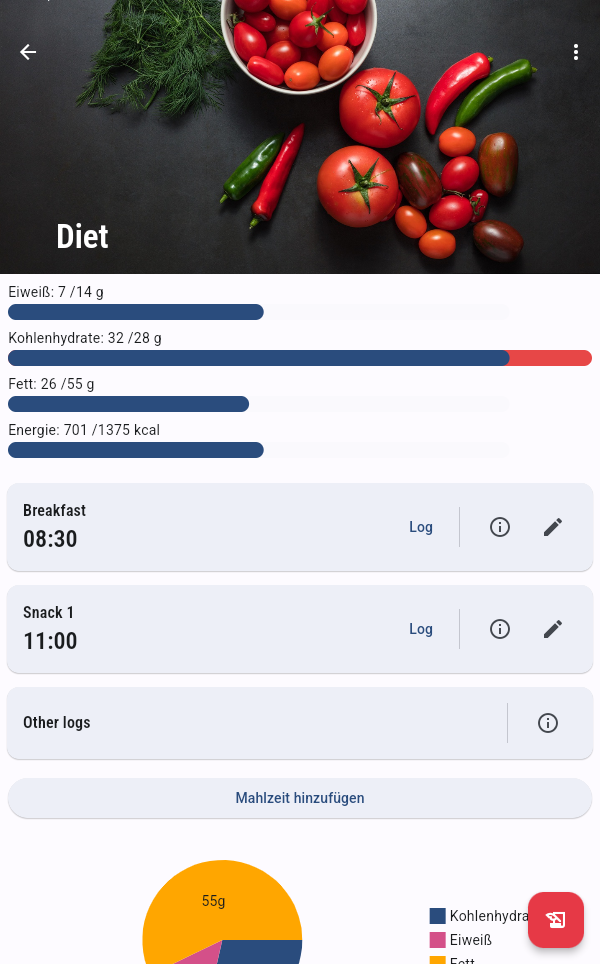 Diet
Eiweiß: 7 /14 g
Kohlenhydrate: 32 /28 g
Fett: 26 /55 g
Energie: 701 /1375 kcal
Breakfast
08:30
Log
Snack 1
11:00
Log
Other logs
Mahlzeit hinzufügen
55g
Kohlenhydra
Eiweiß
Fett